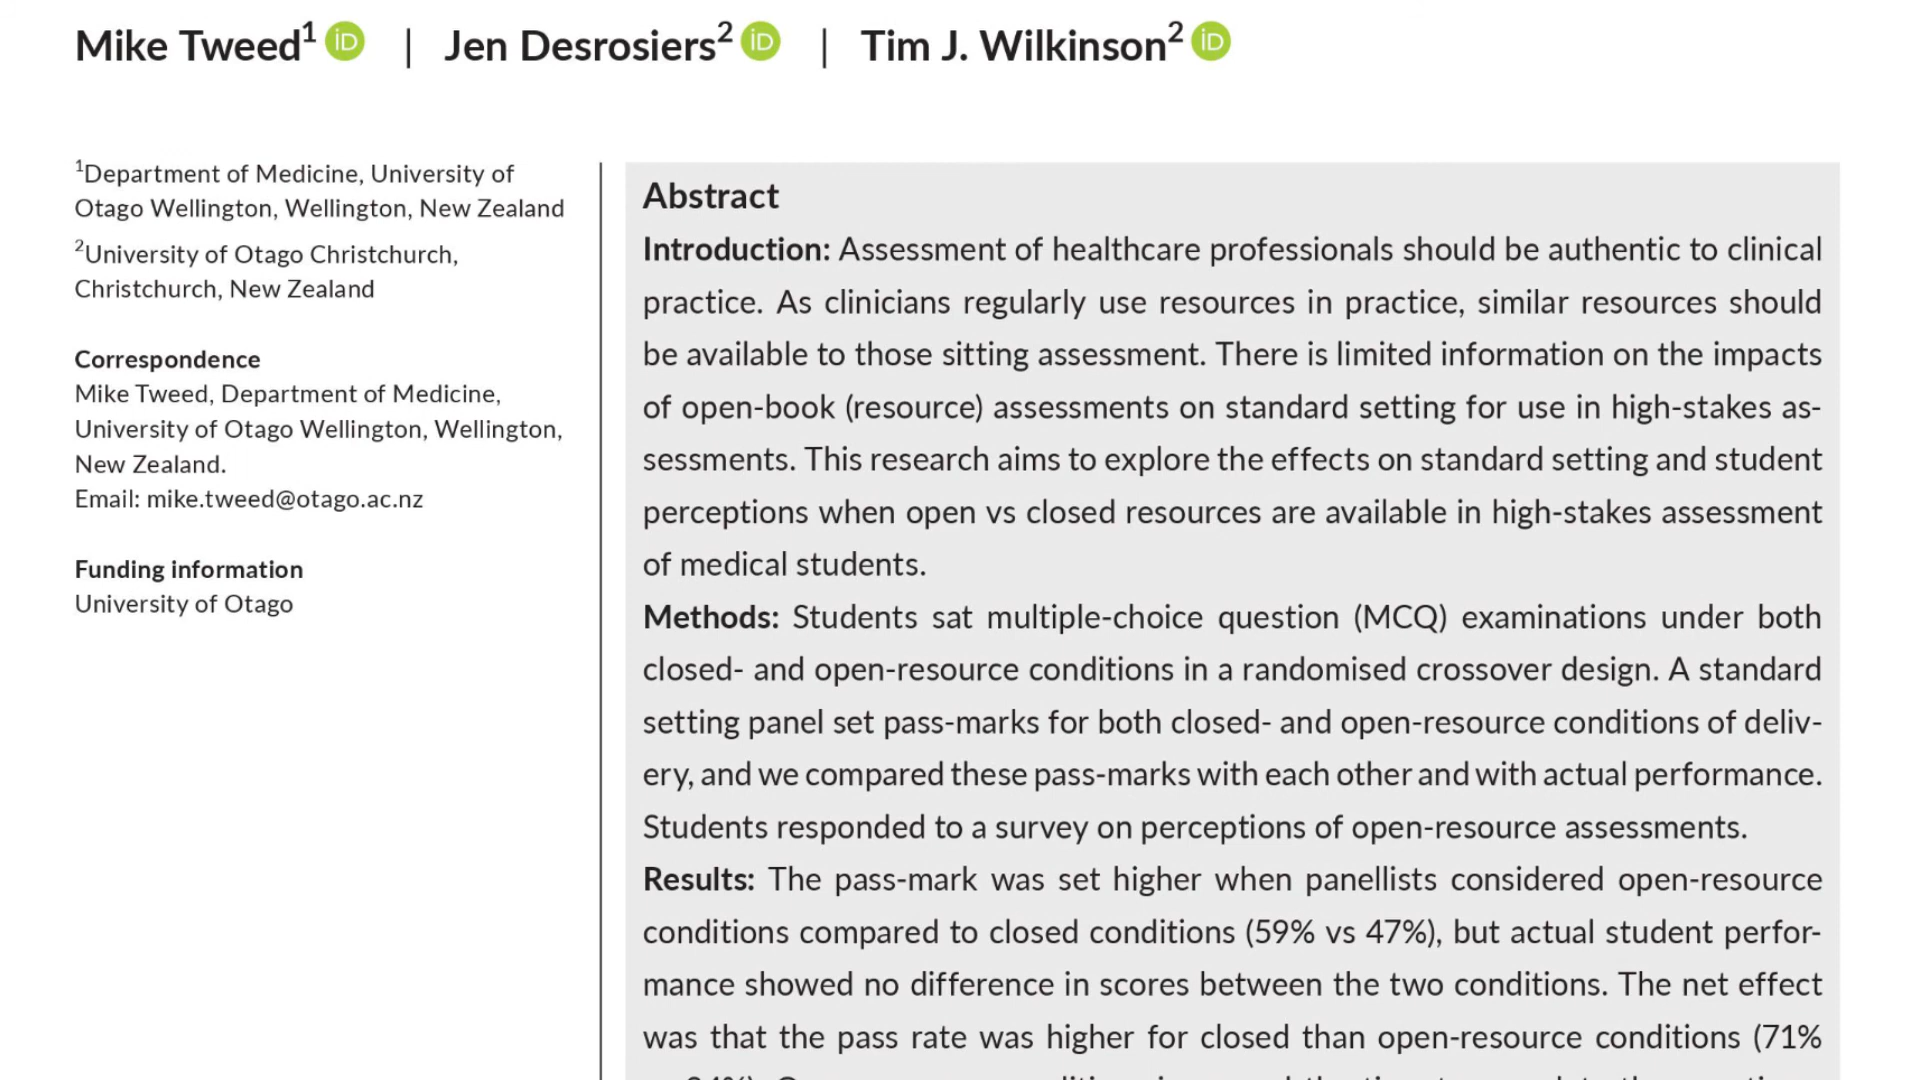 Mike Tweed1 iD | Jen Desrosiers2 iD | Tim J. Wilkinson2 iD
1Department of Medicine, University of
Otago Wellington, Wellington, New Zealand
2University of Otago Christchurch,
Christchurch, New Zealand
Correspondence
Mike Tweed, Department of Medicine,
University of Otago Wellington, Wellington,
New Zealand.
Email: mike.tweed@otago.ac.nz
Funding information
University of Otago
Abstract
Introduction: Assessment of healthcare professionals should be authentic to clinical
practice. As clinicians regularly use resources in practice, similar resources should
be available to those sitting assessment. There is limited information on the impacts
of open-book (resource) assessments on standard setting for use in high-stakes as-
sessments. This research aims to explore the effects on standard setting and student
perceptions when open vs closed resources are available in high-stakes assessment
of medical students.
Methods: Students sat multiple-choice question (MCQ) examinations under both
closed- and open-resource conditions in a randomised crossover design. A standard
setting panel set pass-marks for both closed- and open-resource conditions of deliv-
ery, and we compared these pass-marks with each other and with actual performance.
Students responded to a survey on perceptions of open-resource assessments.
Results: The pass-mark was set higher when panellists considered open-resource
conditions compared to closed conditions (59% vs 47%), but actual student perfor-
mance showed no difference in scores between the two conditions. The net effect
was that the pass rate was higher for closed than open-resource conditions (71%